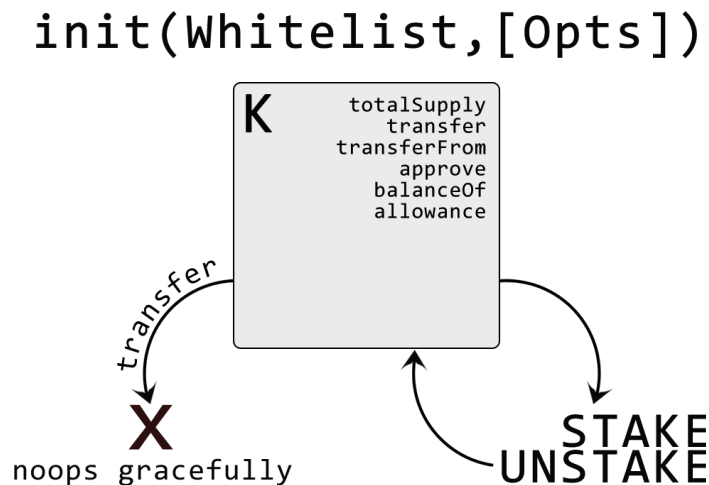 init(Whitelist,[Opts])
K
totalSupply
transfer
transferFrom
approve
balanceOf
allowance
transfer
X
noops gracefully
STAKE
UNSTAKE